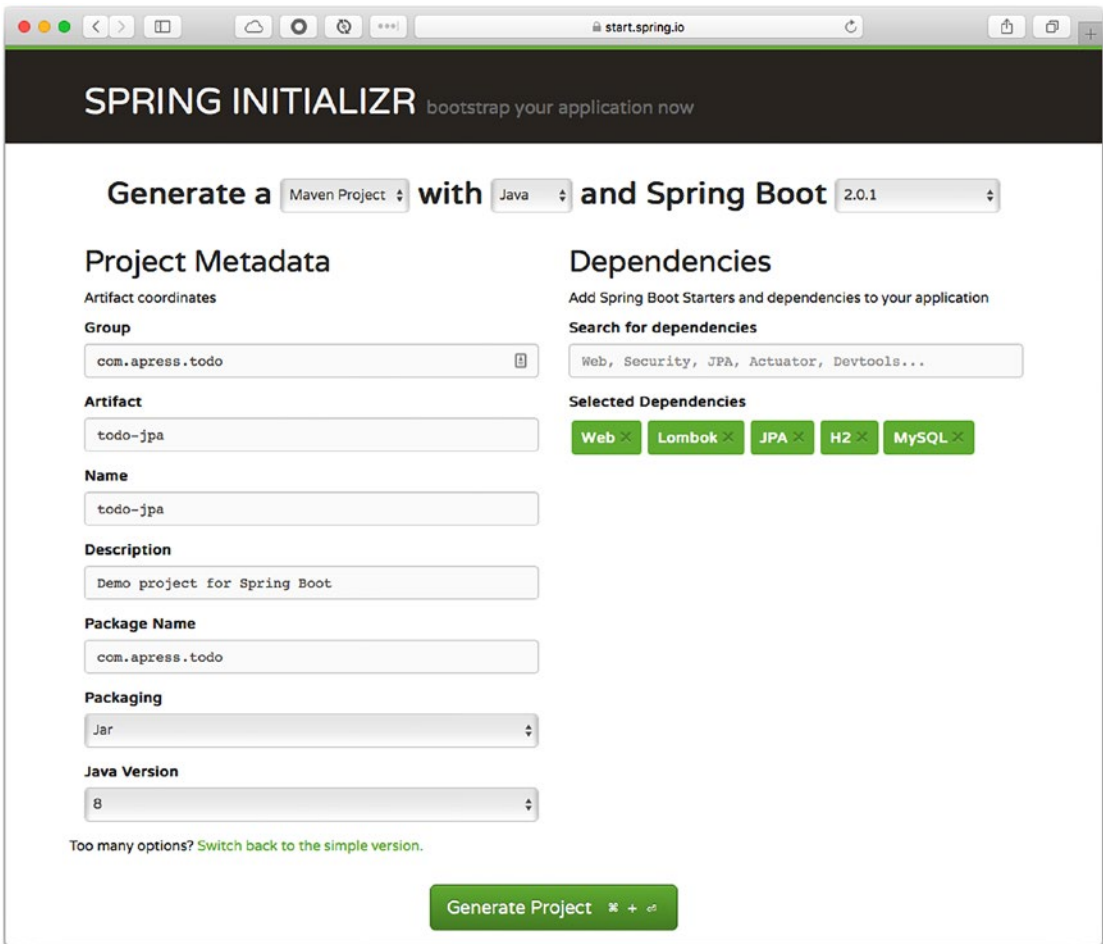 start.spring.io
SPRING INITIALIZR bootstrap your application now
Generate a Maven Project with Java and Spring Boot 2.0.1
Project Metadata
Artifact coordinates
Group
com.apress.todo
Artifact
todo-jpa
Name
todo-jpa
Description
Demo project for Spring Boot
Package Name
com.apress.todo
Packaging
Jar
Java Version
8
Too many options? Switch back to the simple version.
Dependencies
Add Spring Boot Starters and dependencies to your application
Search for dependencies
Web, Security, JPA, Actuator, Devtools...
Selected Dependencies
Web × Lombok × JPA × H2 × MySQL ×
Generate Project ⌘ + ⏎